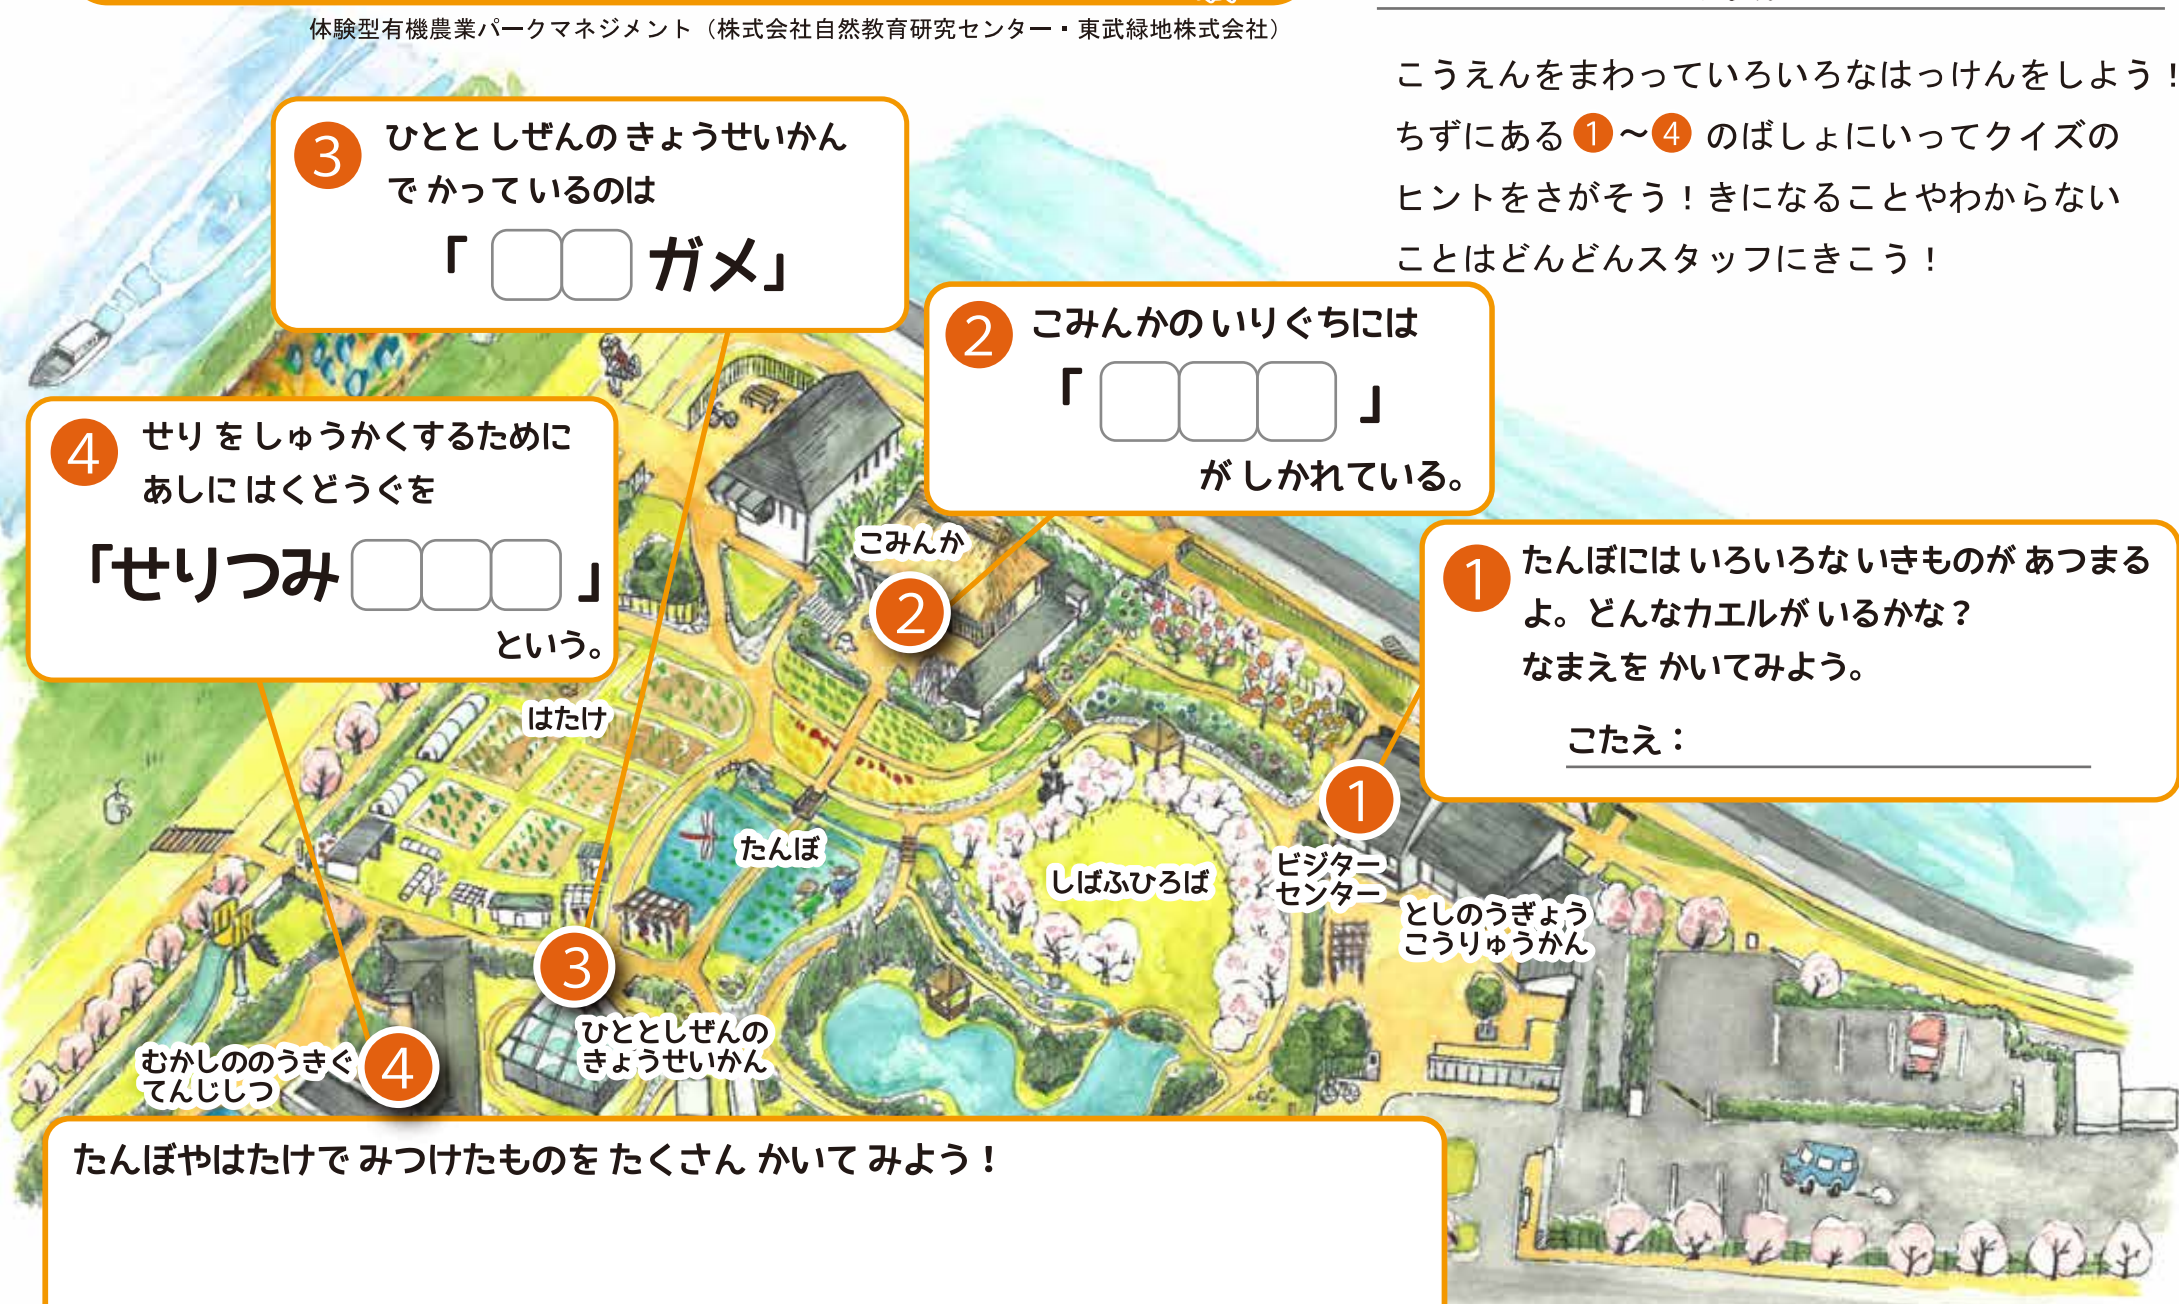 体験型有機農業パークマネジメント（株式会社自然教育研究センター・東武緑地株式会社）
こうえんをまわっていろいろなはっけんをしよう！
ちずにある1～4のばしょにいってクイズの
ヒントをさがそう！きになることやわからない
ことはどんどんスタッフにきこう！
3 ひとと しぜんの きょうせいかん
で かって いるのは
「 ガメ」
2 こみんかの いりぐちには
「 」
が しかれている。
4 せり を しゅうかくするために
あしに はくどうぐを
「せりつみ 」
という。
1 たんぼには いろいろな いきものが あつまる
よ。どんなカエルが いるかな？
なまえを かいてみよう。
こたえ：
こみんか
2
はたけ
たんぼ
しばふひろば
1
ビジター
センター
としのうぎょう
こうりゅうかん
3
ひととしぜんの
きょうせいかん
むかしののうきぐ
てんじしつ
4
たんぼやはたけで みつけたものを たくさん かいて みよう！